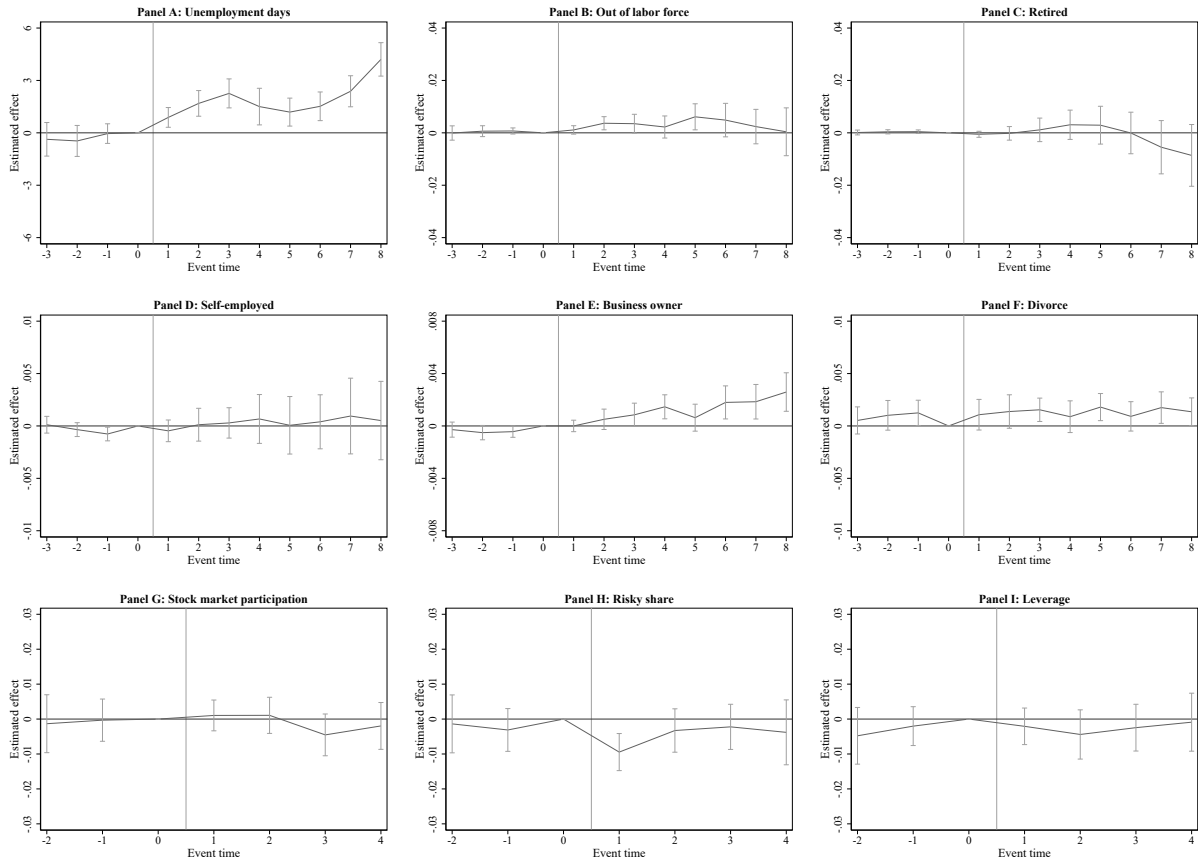 Panel A: Unemployment days
Estimated effect
6
3
0
-3
-6
-3 -2 -1 0 1 2 3 4 5 6 7 8
Event time
Panel B: Out of labor force
Estimated effect
.04
.02
0
-.02
-.04
-3 -2 -1 0 1 2 3 4 5 6 7 8
Event time
Panel C: Retired
Estimated effect
.04
.02
0
-.02
-.04
-3 -2 -1 0 1 2 3 4 5 6 7 8
Event time
Panel D: Self-employed
Estimated effect
.01
.005
0
-.005
-.01
-3 -2 -1 0 1 2 3 4 5 6 7 8
Event time
Panel E: Business owner
Estimated effect
.008
.004
0
-.004
-.008
-3 -2 -1 0 1 2 3 4 5 6 7 8
Event time
Panel F: Divorce
Estimated effect
.01
.005
0
-.005
-.01
-3 -2 -1 0 1 2 3 4 5 6 7 8
Event time
Panel G: Stock market participation
Estimated effect
.03
.02
.01
0
-.01
-.02
-.03
-2 -1 0 1 2 3 4
Event time
Panel H: Risky share
Estimated effect
.03
.02
.01
0
-.01
-.02
-.03
-2 -1 0 1 2 3 4
Event time
Panel I: Leverage
Estimated effect
.03
.02
.01
0
-.01
-.02
-.03
-2 -1 0 1 2 3 4
Event time